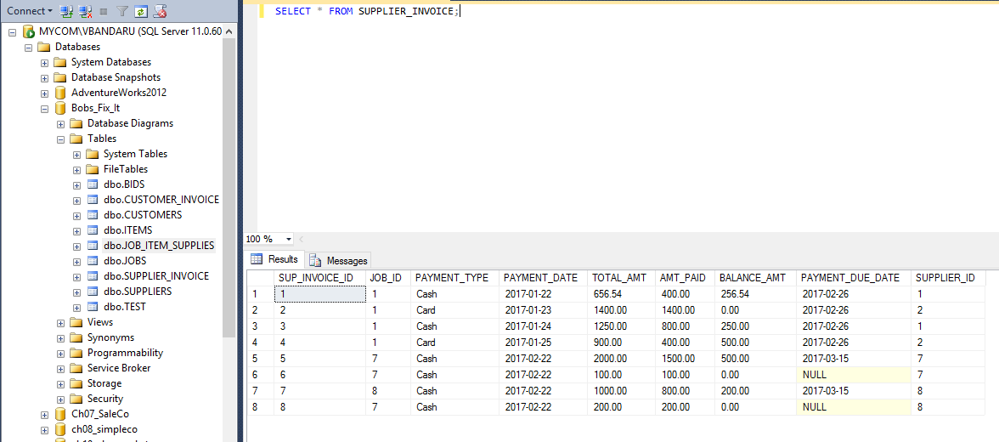 Connect
MYCOM\VBANDARU (SQL Server 11.0.60
Databases
System Databases
Database Snapshots
AdventureWorks2012
Bobs_Fix_It
Database Diagrams
Tables
System Tables
FileTables
dbo.BIDS
dbo.CUSTOMER_INVOICE
dbo.CUSTOMERS
dbo.ITEMS
dbo.JOB_ITEM_SUPPLIES
dbo.JOBS
dbo.SUPPLIER_INVOICE
dbo.SUPPLIERS
dbo.TEST
Views
Synonyms
Programmability
Service Broker
Storage
Security
Ch07_SaleCo
ch08_simpleco
SELECT * FROM SUPPLIER_INVOICE;
100 %
Results Messages
SUP_INVOICE_ID JOB_ID PAYMENT_TYPE PAYMENT_DATE TOTAL_AMT AMT_PAID BALANCE_AMT PAYMENT_DUE_DATE SUPPLIER_ID
1 1 1 Cash 2017-01-22 656.54 400.00 256.54 2017-02-26 1
2 2 1 Card 2017-01-23 1400.00 1400.00 0.00 2017-02-26 2
3 3 1 Cash 2017-01-24 1250.00 800.00 250.00 2017-02-26 1
4 4 1 Card 2017-01-25 900.00 400.00 500.00 2017-02-26 2
5 5 7 Cash 2017-02-22 2000.00 1500.00 500.00 2017-03-15 7
6 6 7 Cash 2017-02-22 100.00 100.00 0.00 NULL 7
7 7 8 Cash 2017-02-22 1000.00 800.00 200.00 2017-03-15 8
8 8 7 Cash 2017-02-22 200.00 200.00 0.00 NULL 8